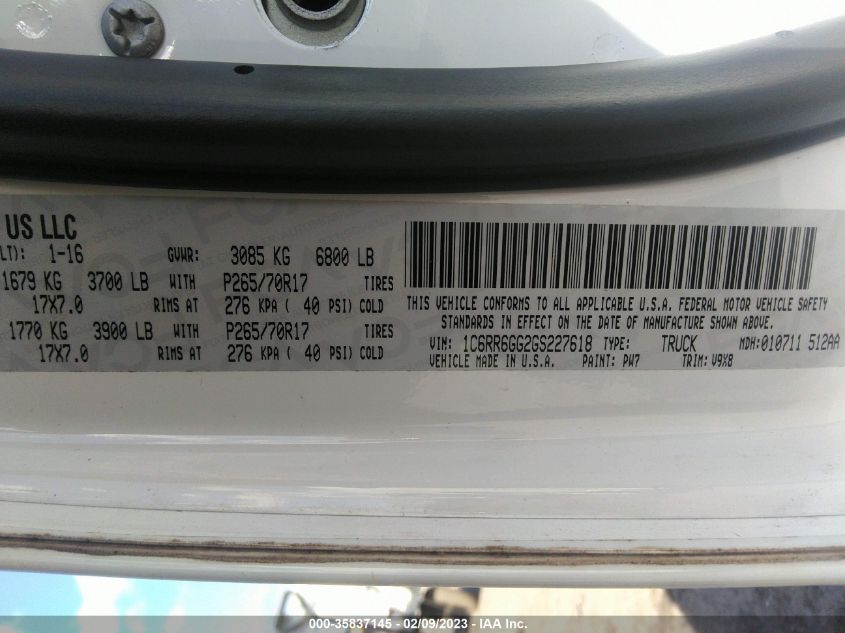 US LLC
LT): 1-16 GVWR: 3085 KG 6800 LB
1679 KG 3700 LB WITH P265/70R17 TIRES
17X7.0 RIMS AT 276 KPA ( 40 PSI) COLD
1770 KG 3900 LB WITH P265/70R17 TIRES
17X7.0 RIMS AT 276 KPA ( 40 PSI) COLD
THIS VEHICLE CONFORMS TO ALL APPLICABLE U.S.A. FEDERAL MOTOR VEHICLE SAFETY
STANDARDS IN EFFECT ON THE DATE OF MANUFACTURE SHOWN ABOVE.
VIN: 1C6RR6GG2GS227618 TYPE: TRUCK MDH:010711 512AA
VEHICLE MADE IN U.S.A. PAINT: PW7 TRIM: V9X8
000-35837145 - 02/09/2023 - IAA Inc.